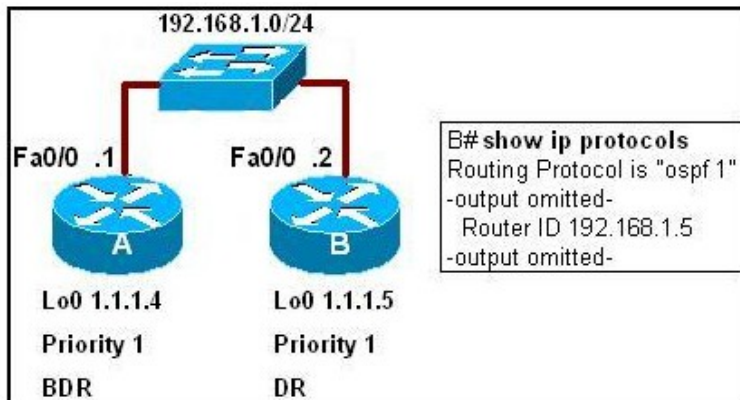 192.168.1.0/24
Fa0/0 .1
Fa0/0 .2
A
B
Lo0 1.1.1.4
Priority 1
BDR
Lo0 1.1.1.5
Priority 1
DR
B# show ip protocols
Routing Protocol is "ospf 1"
-output omitted-
Router ID 192.168.1.5
-output omitted-